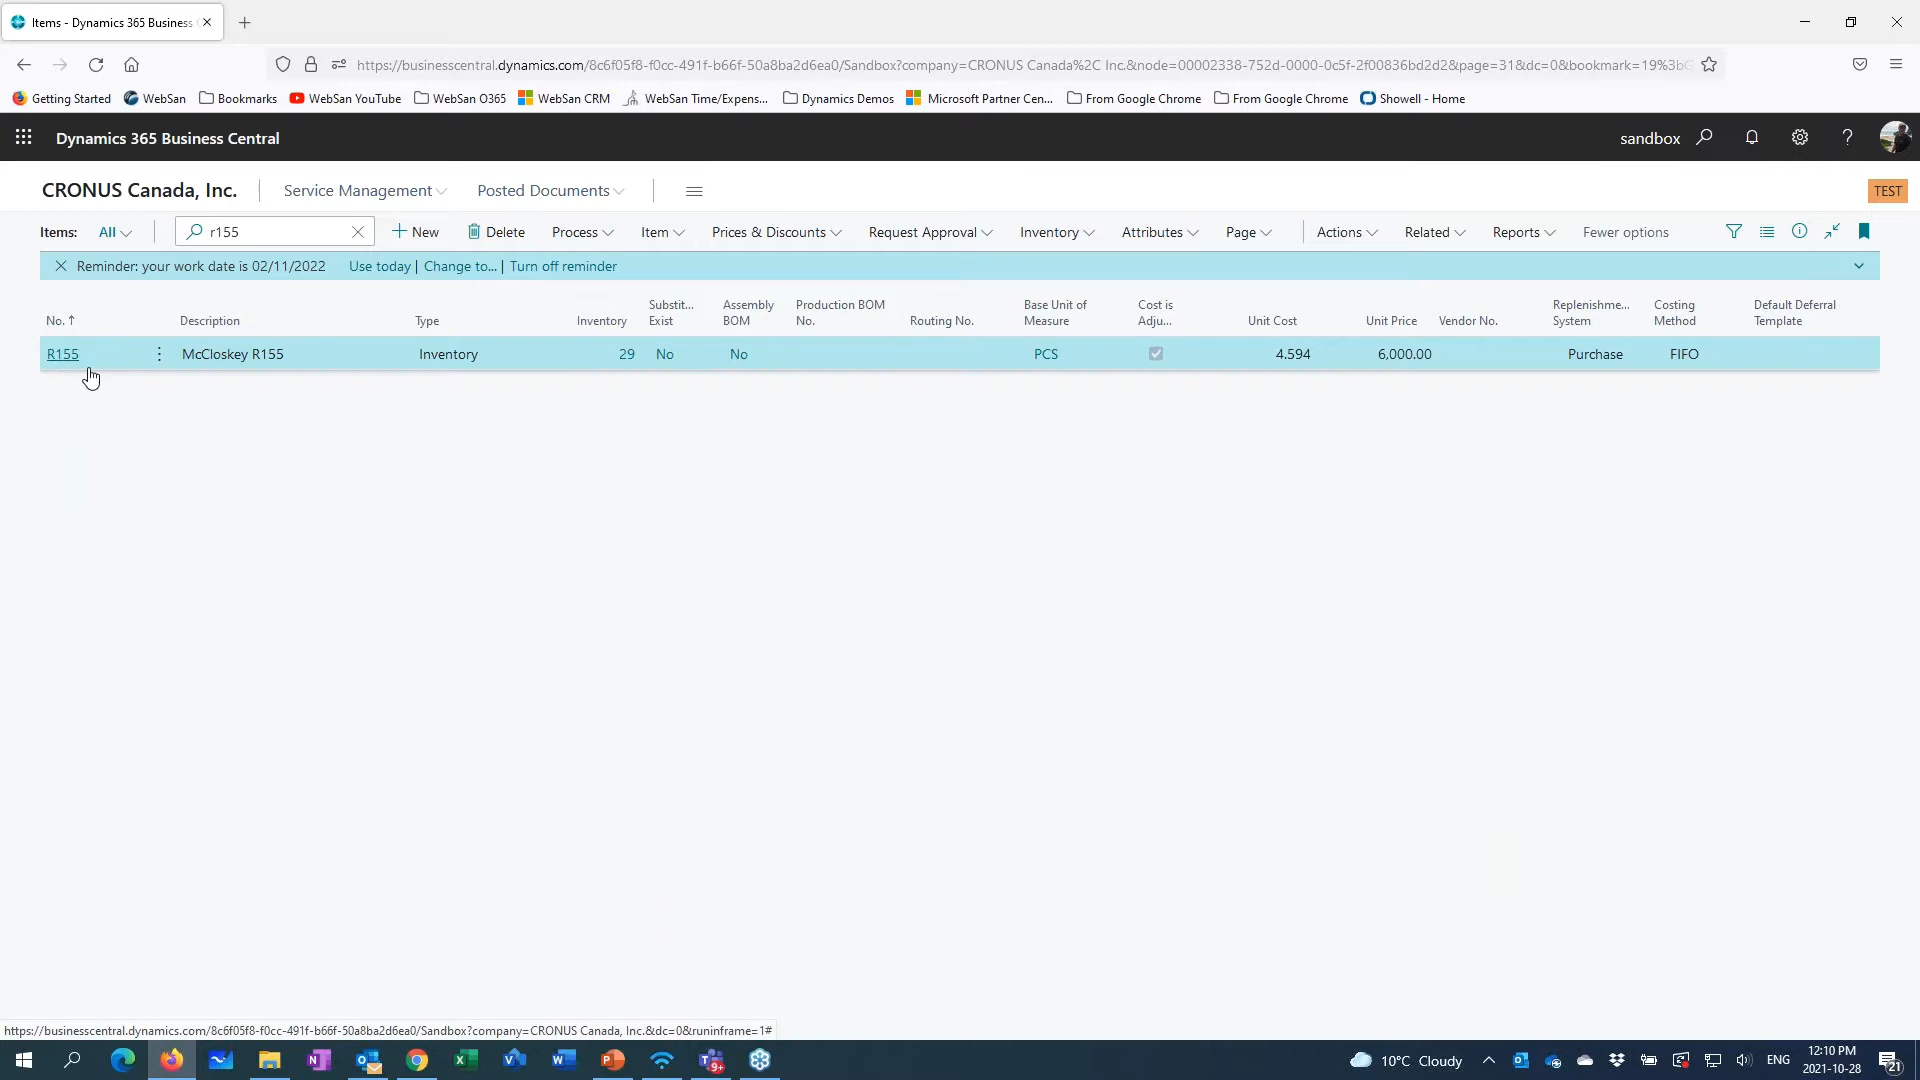 Items - Dynamics 365 Business
https://businesscentral.dynamics.com/8c6f05f8-f0cc-491f-b66f-50a8ba2d6ea0/Sandbox?company=CRONUS Canada%2C Inc.&node=00002338-752d-0000-0c5f-2f00836bd2d2&page=31&dc=0&bookmark=19%3bG
Getting Started WebSan Bookmarks WebSan YouTube WebSan O365 WebSan CRM WebSan Time/Expens... Dynamics Demos Microsoft Partner Cen... From Google Chrome From Google Chrome Showell - Home
Dynamics 365 Business Central sandbox
CRONUS Canada, Inc. Service Management Posted Documents TEST
Items: All r155 New Delete Process Item Prices & Discounts Request Approval Inventory Attributes Page Actions Related Reports Fewer options
Reminder: your work date is 02/11/2022 Use today | Change to... | Turn off reminder
Substit... Assembly Production BOM Base Unit of Cost is Replenishme... Costing Default Deferral
No. ↑ Description Type Inventory Exist BOM No. Routing No. Measure Adju... Unit Cost Unit Price Vendor No. System Method Template
R155 McCloskey R155 Inventory 29 No No PCS 4.594 6,000.00 Purchase FIFO
https://businesscentral.dynamics.com/8c6f05f8-f0cc-491f-b66f-50a8ba2d6ea0/Sandbox?company=CRONUS Canada, Inc.&dc=0&runinframe=1#
9+ 10°C Cloudy ENG 12:10 PM 21
2021-10-28